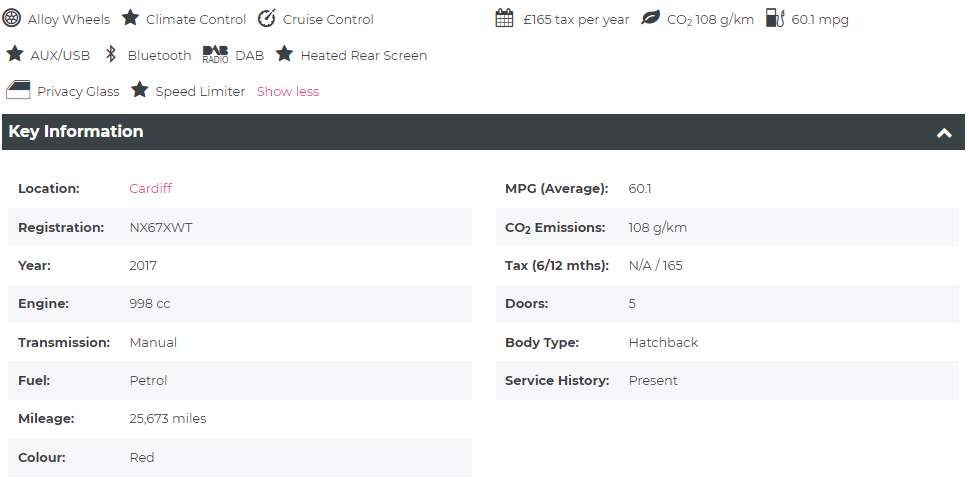 Alloy Wheels Climate Control Cruise Control
£165 tax per year CO₂ 108 g/km 60.1 mpg
AUX/USB Bluetooth DAB RADIO DAB Heated Rear Screen
Privacy Glass Speed Limiter Show less
Key Information
Location: Cardiff
Registration: NX67XWT
Year: 2017
Engine: 998 cc
Transmission: Manual
Fuel: Petrol
Mileage: 25,673 miles
Colour: Red
MPG (Average): 60.1
CO₂ Emissions: 108 g/km
Tax (6/12 mths): N/A / 165
Doors: 5
Body Type: Hatchback
Service History: Present